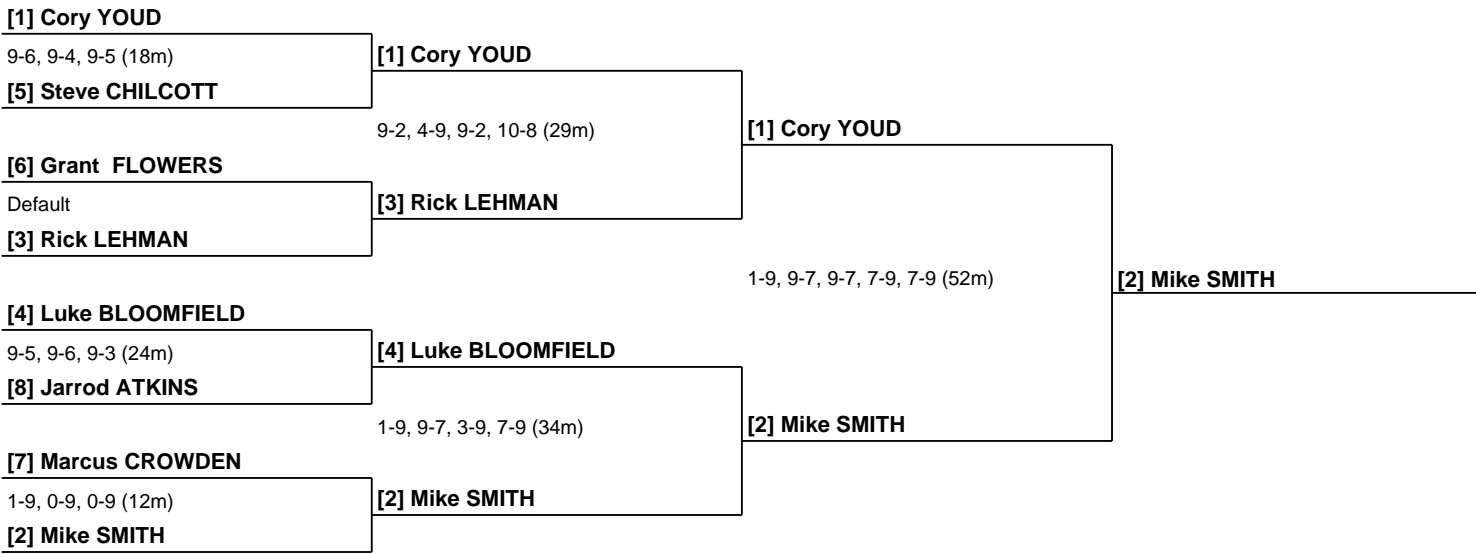 [1] Cory YOUD
9-6, 9-4, 9-5 (18m)
[1] Cory YOUD
[5] Steve CHILCOTT
9-2, 4-9, 9-2, 10-8 (29m)
[1] Cory YOUD
[6] Grant  FLOWERS
Default
[3] Rick LEHMAN
[3] Rick LEHMAN
1-9, 9-7, 9-7, 7-9, 7-9 (52m)
[2] Mike SMITH
[4] Luke BLOOMFIELD
9-5, 9-6, 9-3 (24m)
[4] Luke BLOOMFIELD
[8] Jarrod ATKINS
1-9, 9-7, 3-9, 7-9 (34m)
[2] Mike SMITH
[7] Marcus CROWDEN
1-9, 0-9, 0-9 (12m)
[2] Mike SMITH
[2] Mike SMITH